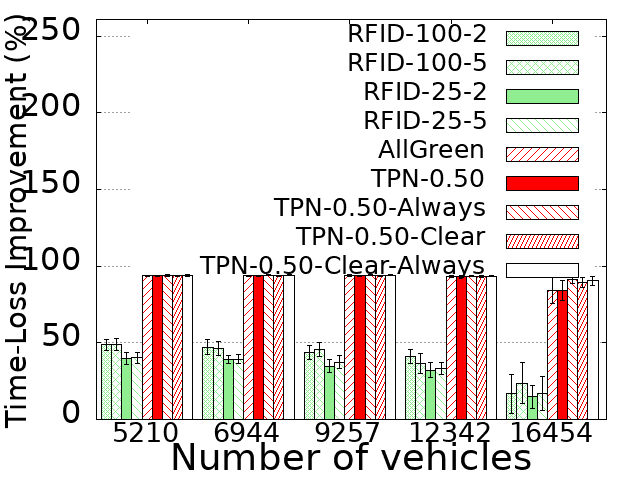 Time-Loss Improvement (%)
250
200
150
100
50
0
RFID-100-2
RFID-100-5
RFID-25-2
RFID-25-5
AllGreen
TPN-0.50
TPN-0.50-Always
TPN-0.50-Clear
TPN-0.50-Clear-Always
5210 6944 9257 12342 16454
Number of vehicles